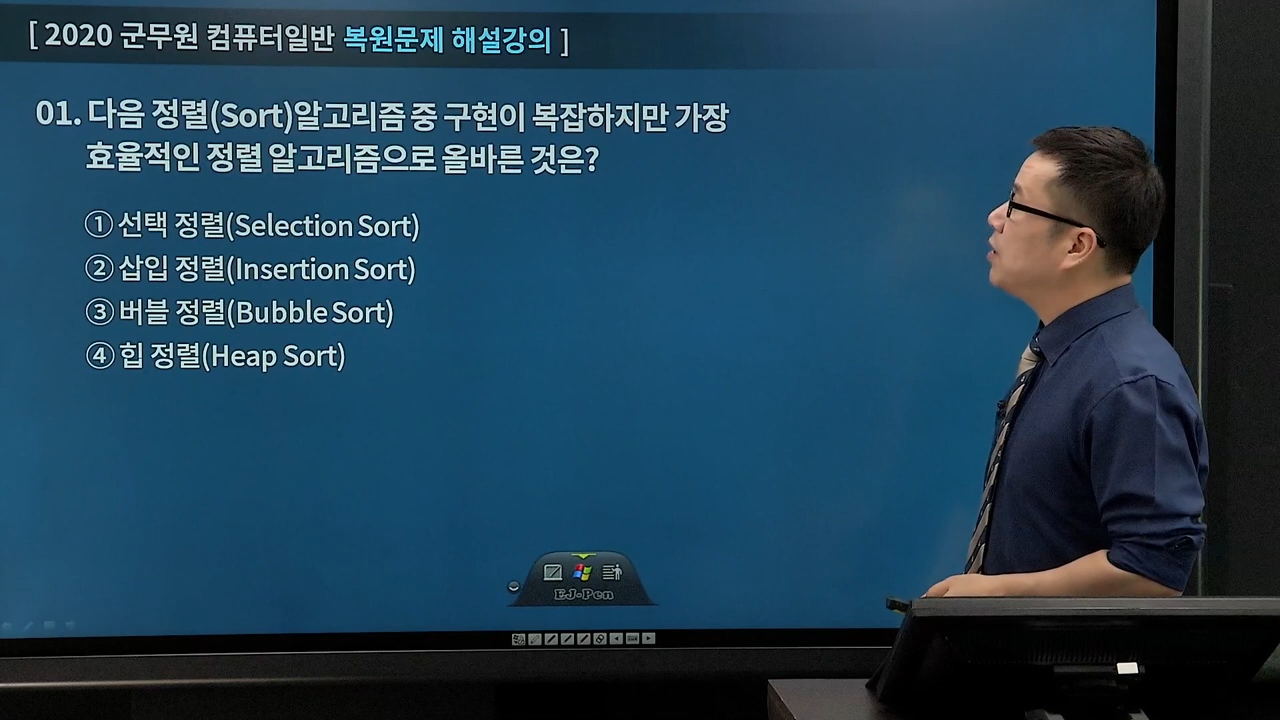 [ 2020 군무원 컴퓨터일반 복원문제 해설강의 ]
01. 다음 정렬(Sort)알고리즘 중 구현이 복잡하지만 가장
효율적인 정렬 알고리즘으로 올바른 것은?
① 선택 정렬(Selection Sort)
② 삽입 정렬(Insertion Sort)
③ 버블 정렬(Bubble Sort)
④ 힙 정렬(Heap Sort)
EJ-Pen